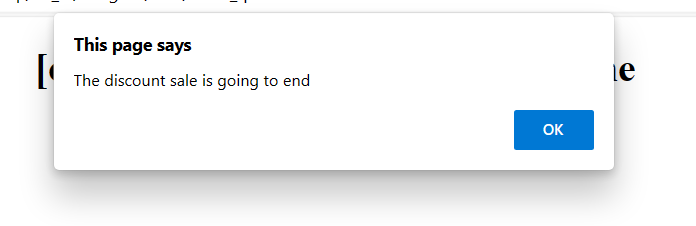 This page says
The discount sale is going to end
OK